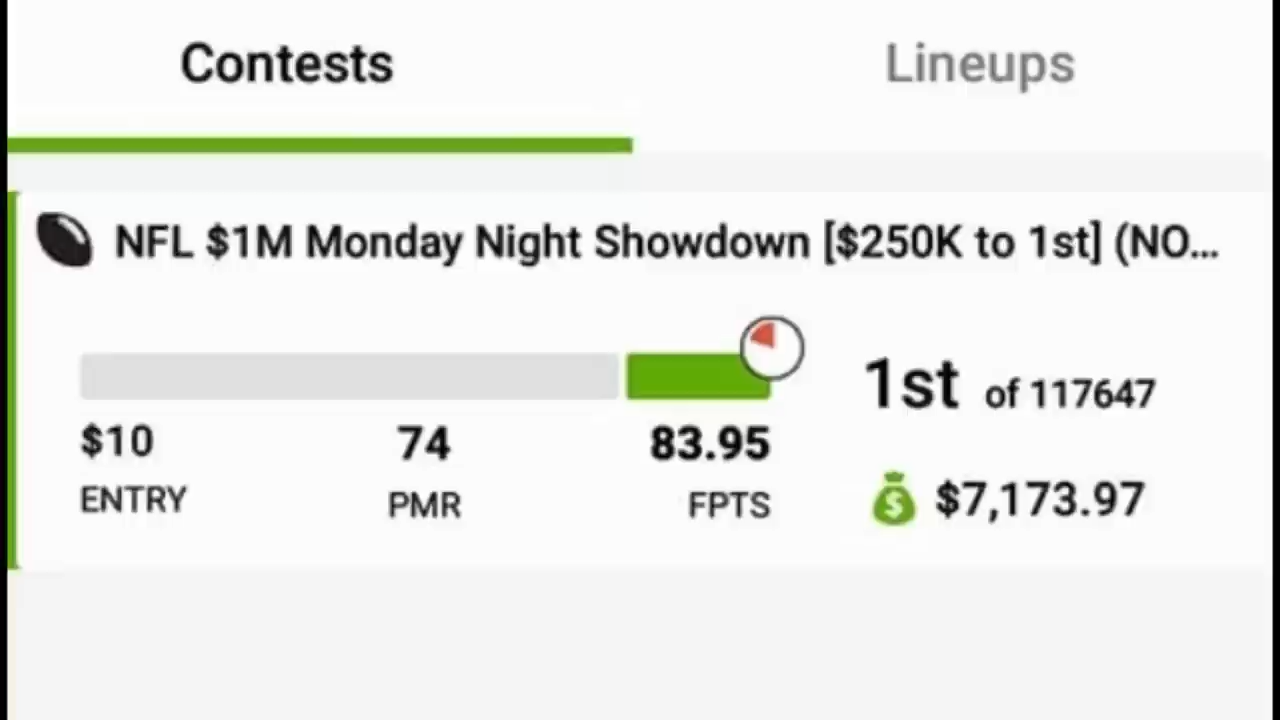 Contests Lineups
NFL $1M Monday Night Showdown [$250K to 1st] (NO...
1st of 117647
$10 74 83.95
ENTRY PMR FPTS
$ $7,173.97